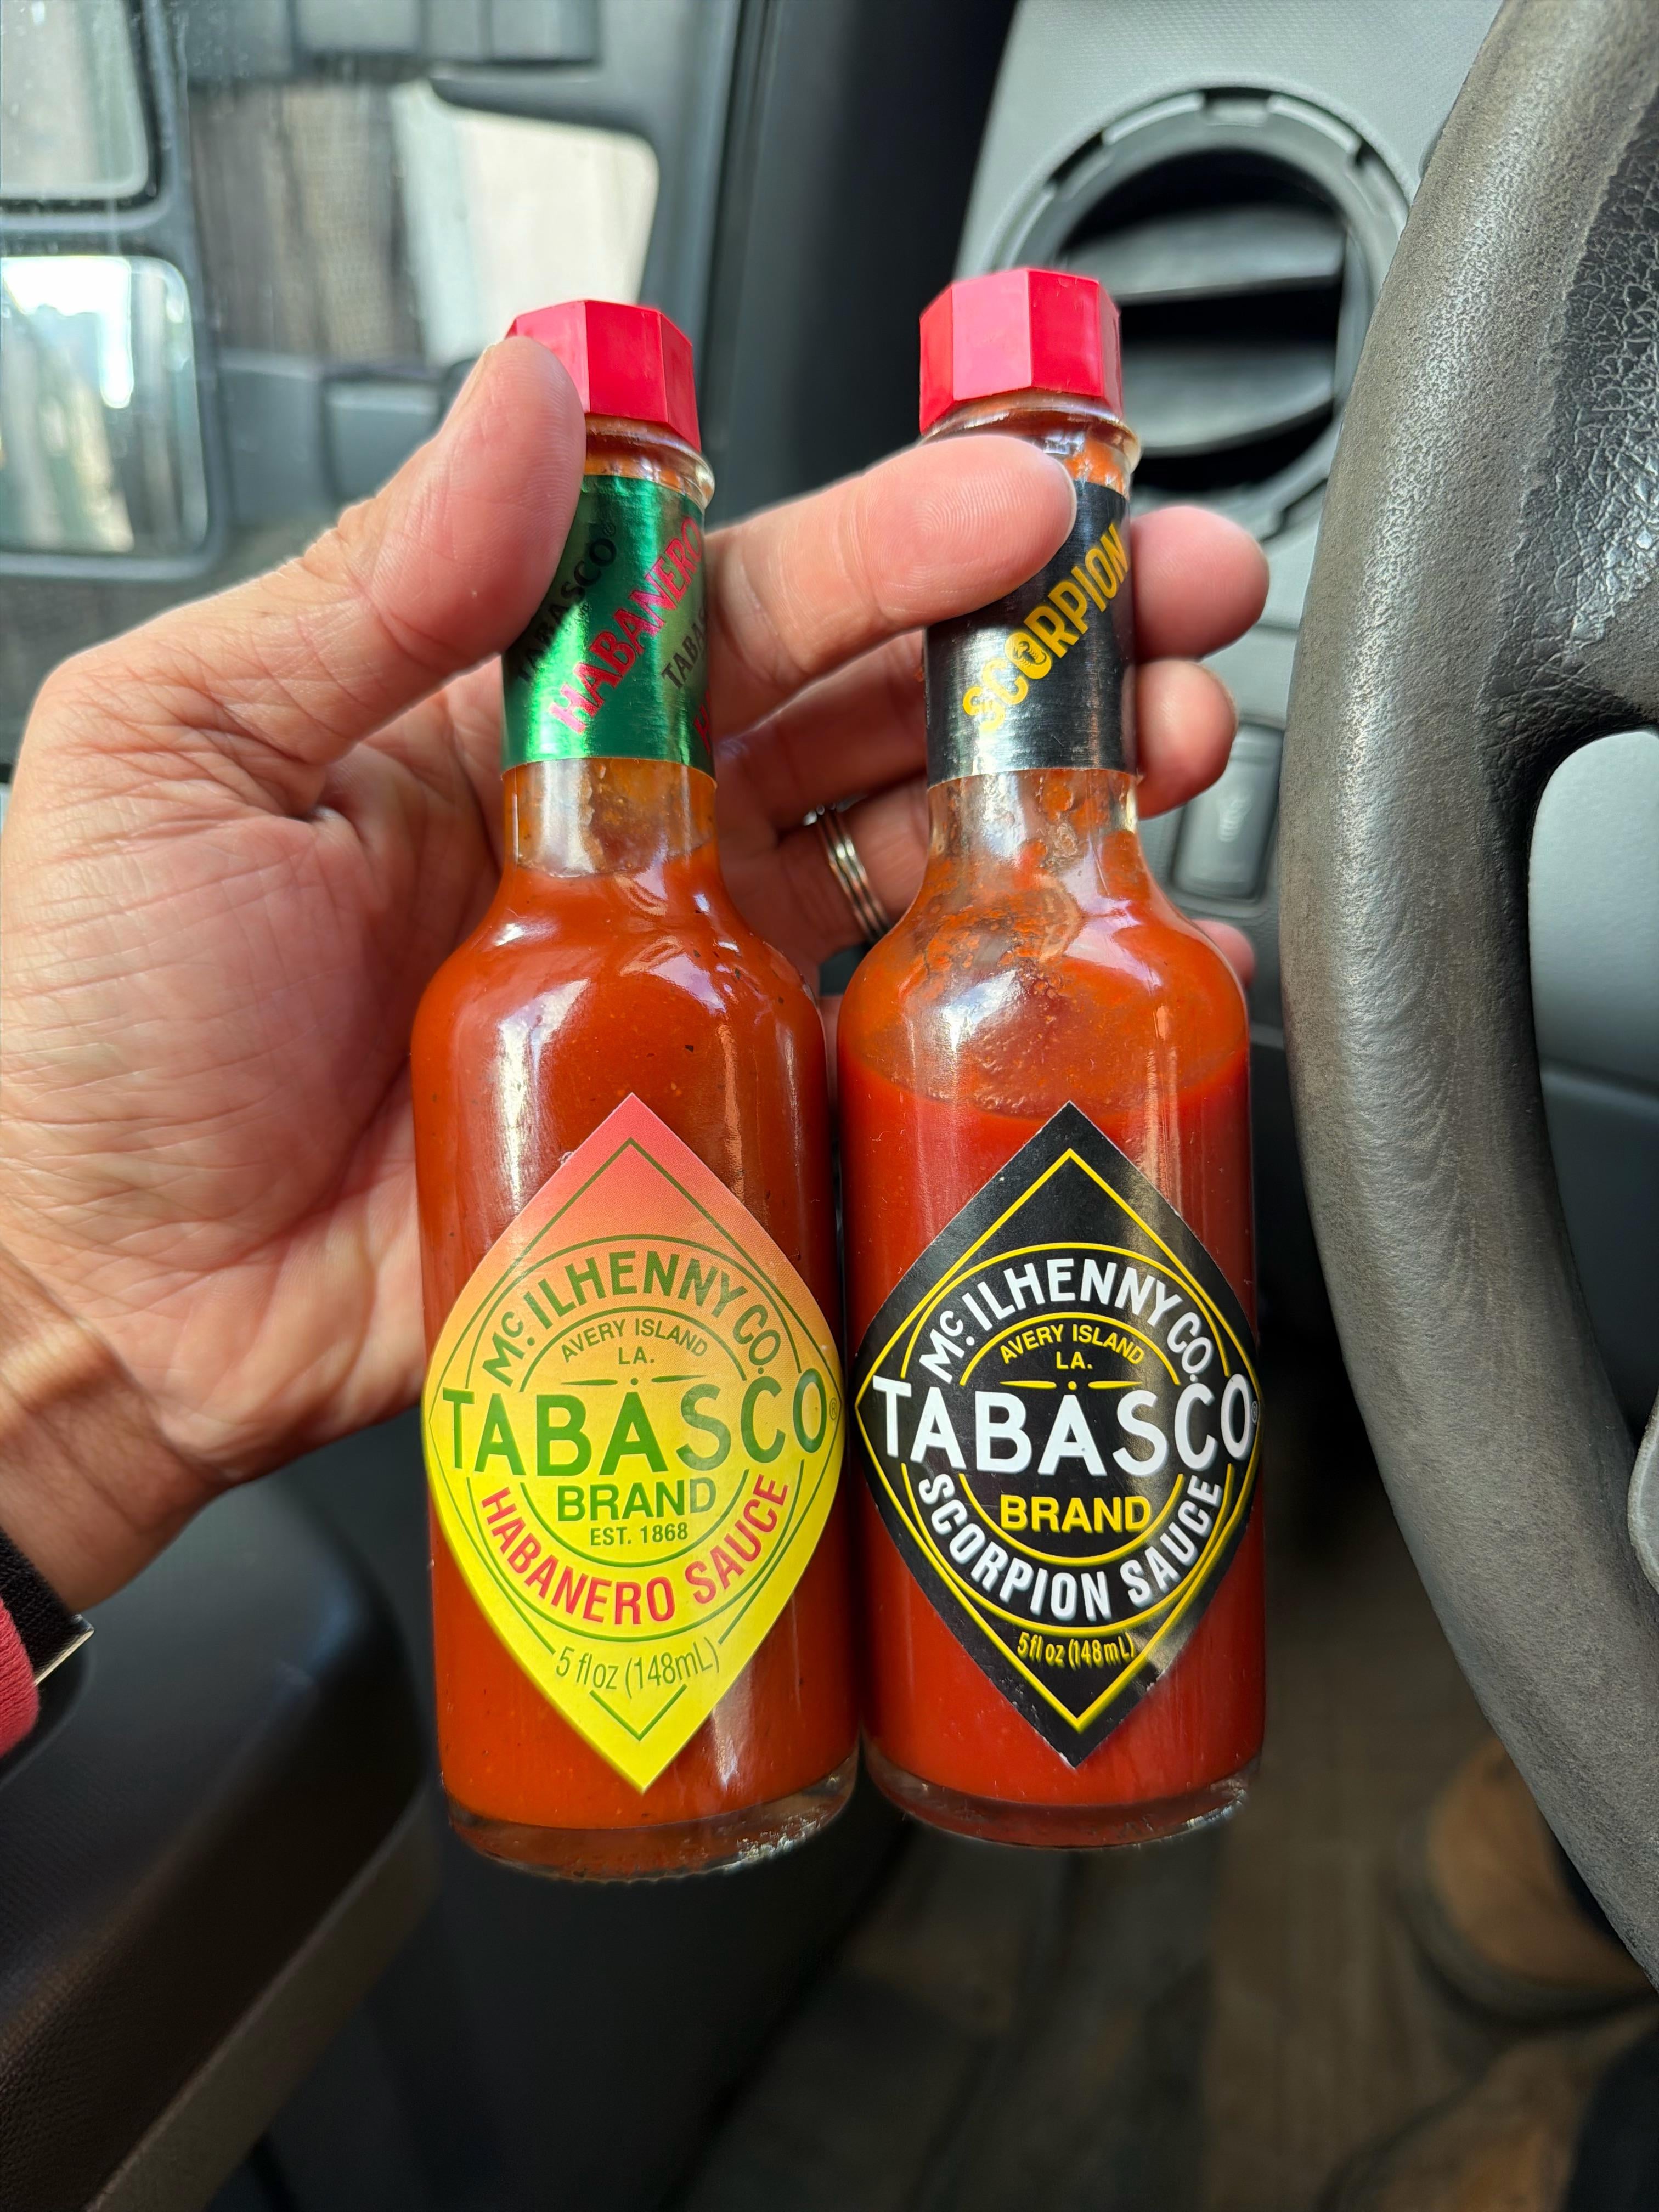 TABASCO®
HABANERO
TABAS
H
SCORPION
McILHENNY CO.
AVERY ISLAND
LA.
TABASCO®
BRAND
EST. 1868
HABANERO SAUCE
5 fl oz (148mL)
McILHENNY CO.
AVERY ISLAND
LA.
TABASCO®
BRAND
SCORPION SAUCE
5 fl oz (148mL)